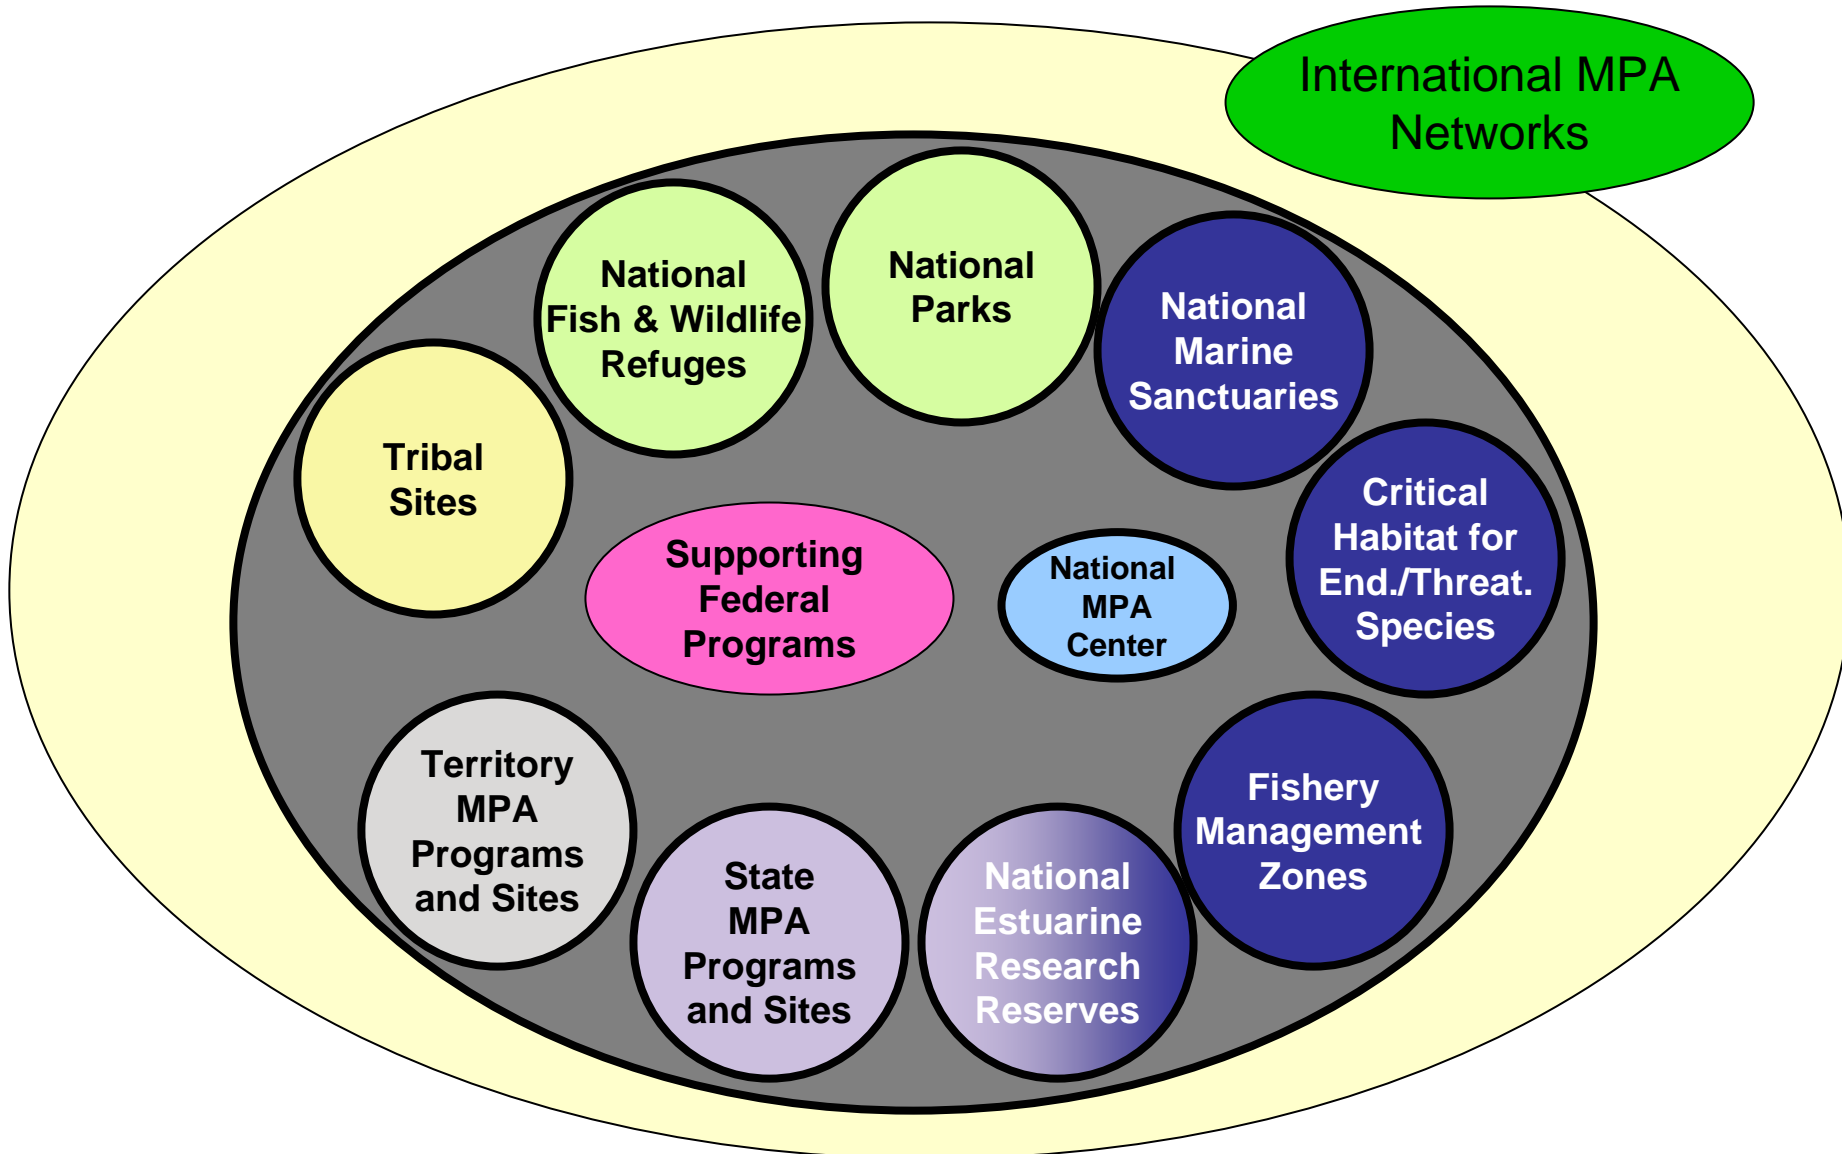 International MPA
Networks
National
Fish & Wildlife
Refuges
National
Parks
National
Marine
Sanctuaries
Tribal
Sites
Critical
Habitat for
End./Threat.
Species
Supporting
Federal
Programs
National
MPA
Center
Territory
MPA
Programs
and Sites
State
MPA
Programs
and Sites
National
Estuarine
Research
Reserves
Fishery
Management
Zones